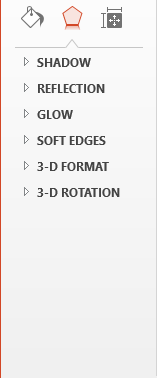 SHADOW
REFLECTION
GLOW
SOFT EDGES
3-D FORMAT
3-D ROTATION